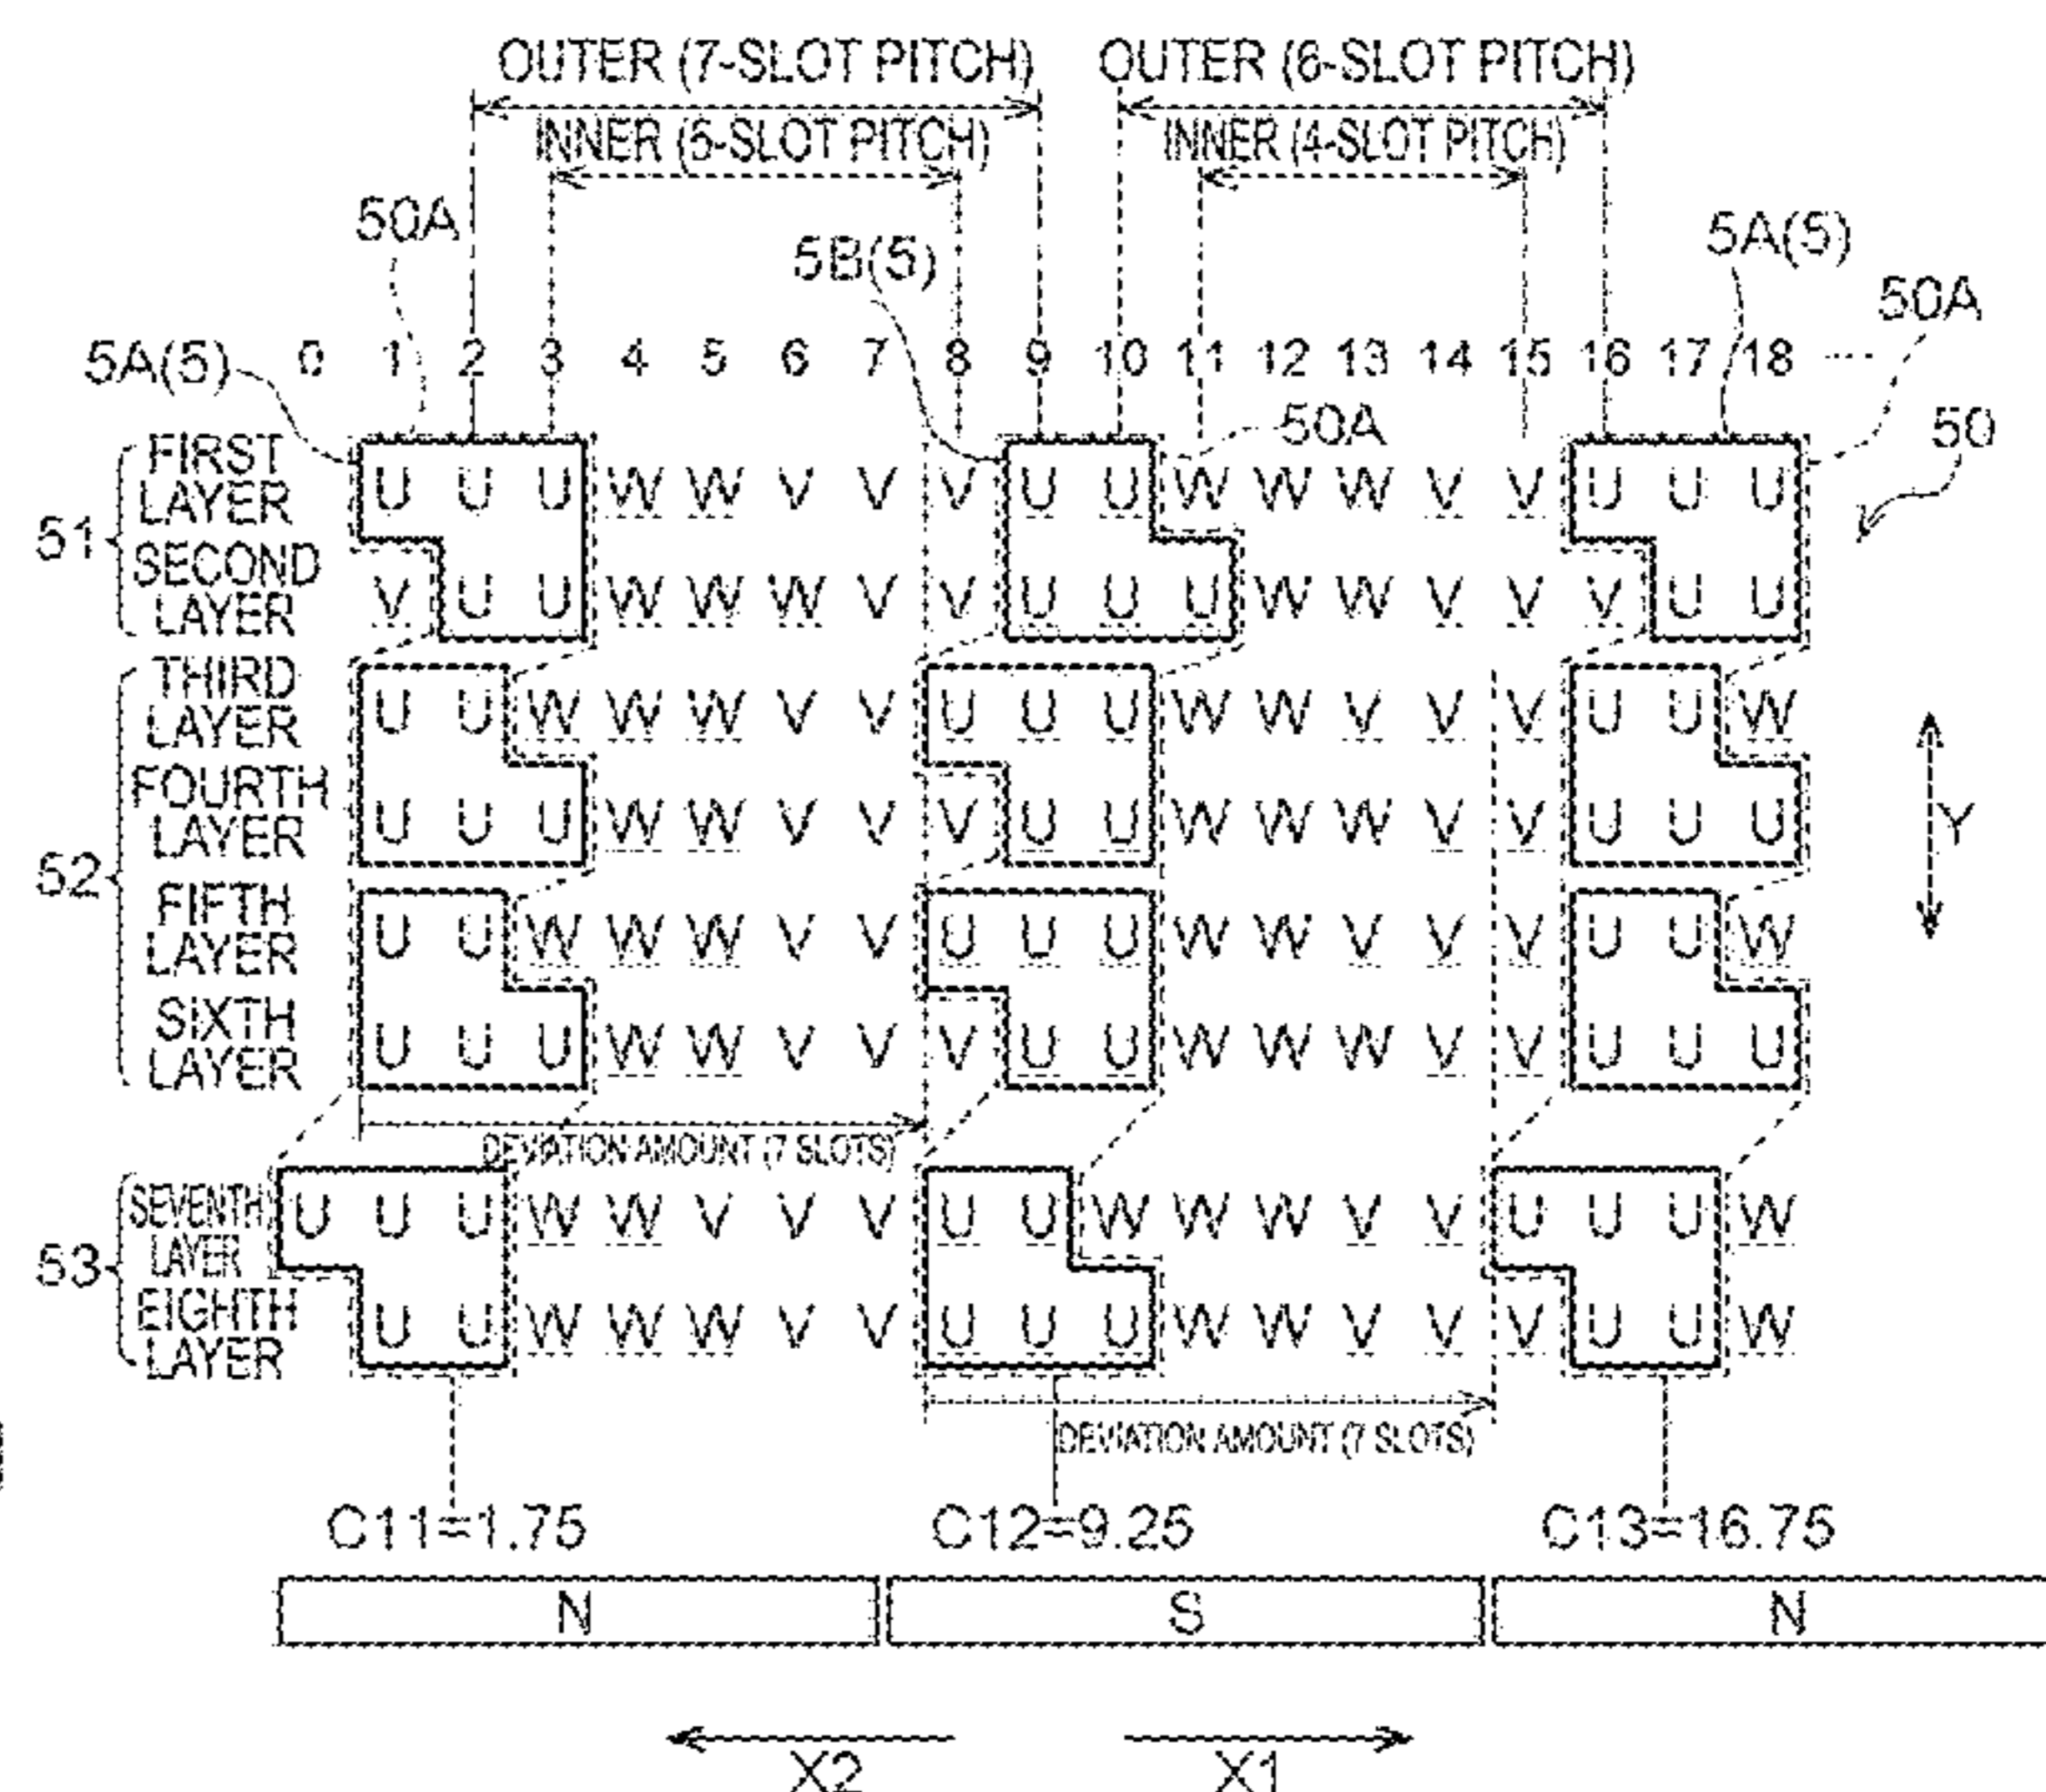 OUTER (7-SLOT PITCH) OUTER (6-SLOT PITCH)
INNER (5-SLOT PITCH) INNER (4-SLOT PITCH)
50A 5B(5) 5A(5) 50A
5A(5) 0 1 2 3 4 5 6 7 8 9 10 11 12 13 14 15 16 17 18 ....
50A 50
51
FIRST LAYER U U U W W V V V U U W W W V V U U U
SECOND LAYER V U U W W W V V U U U W W V V V U U
52
THIRD LAYER U U W W W V V U U U W W V V V U U W
FOURTH LAYER U U U W W V V V U U W W W V V U U U
Y
FIFTH LAYER U U W W W V V U U U W W V V V U U W
SIXTH LAYER U U U W W V V V U U W W W V V U U U
DEVIATION AMOUNT (7 SLOTS)
53
SEVENTH LAYER U U U W W V V V U U W W W V V U U U W
EIGHTH LAYER U U W W W V V U U U W W V V V U U W
DEVIATION AMOUNT (7 SLOTS)
C11=1.75 C12=9.25 C13=16.75
N S N
X2 X1